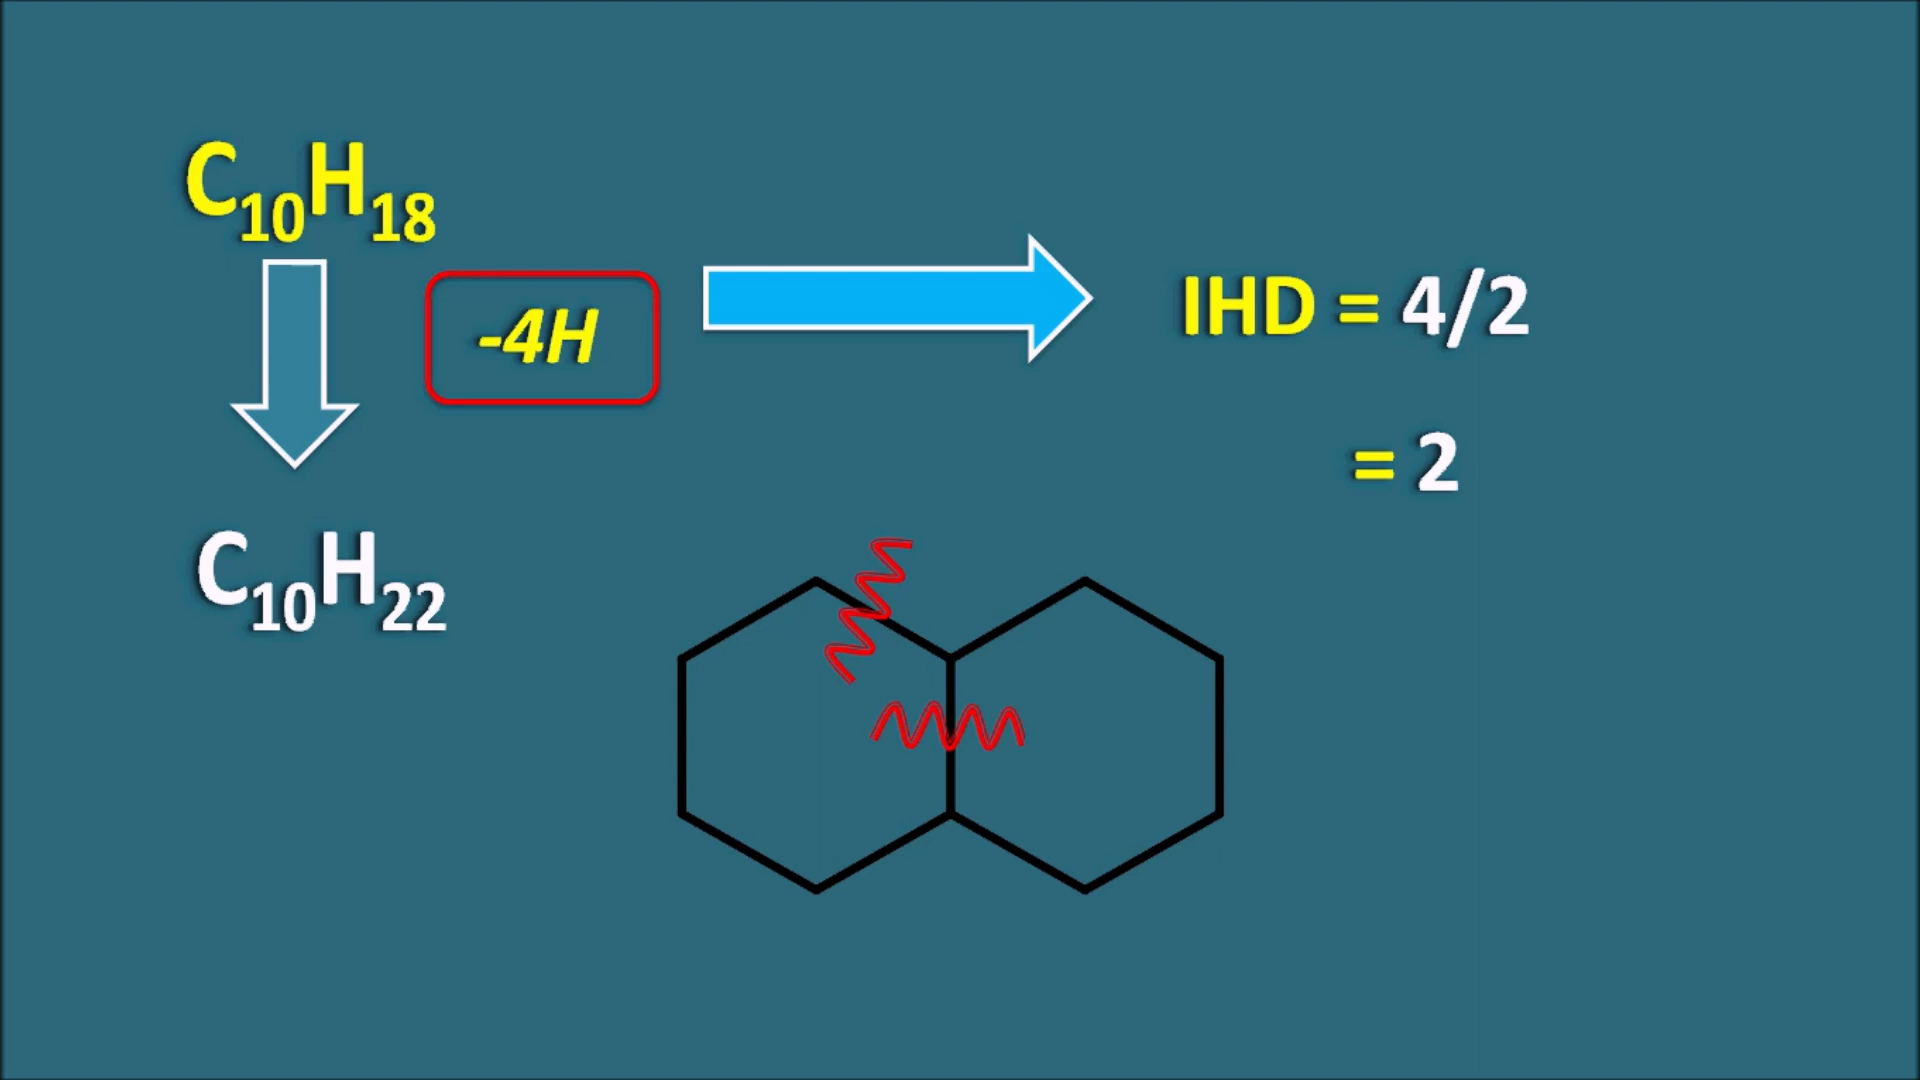 C₁₀H₁₈
-4H
IHD = 4/2
= 2
C₁₀H₂₂